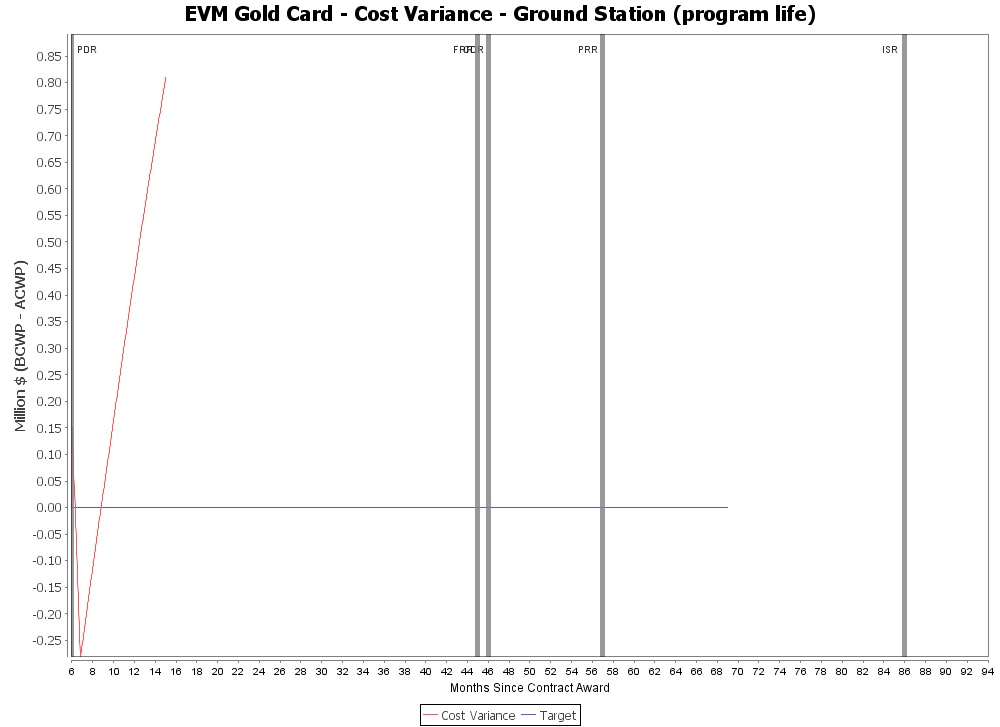 EVM Gold Card - Cost Variance - Ground Station (program life)
PDR
PRR
ISR
Million $ (BCWP - ACWP)
0.85
0.80
0.75
0.70
0.65
0.60
0.55
0.50
0.45
0.40
0.35
0.30
0.25
0.20
0.15
0.10
0.05
0.00
-0.05
-0.10
-0.15
-0.20
-0.25
6 8 10 12 14 16 18 20 22 24 26 28 30 32 34 36 38 40 42 44 46 48 50 52 54 56 58 60 62 64 66 68 70 72 74 76 78 80 82 84 86 88 90 92 94
Months Since Contract Award
Cost Variance Target